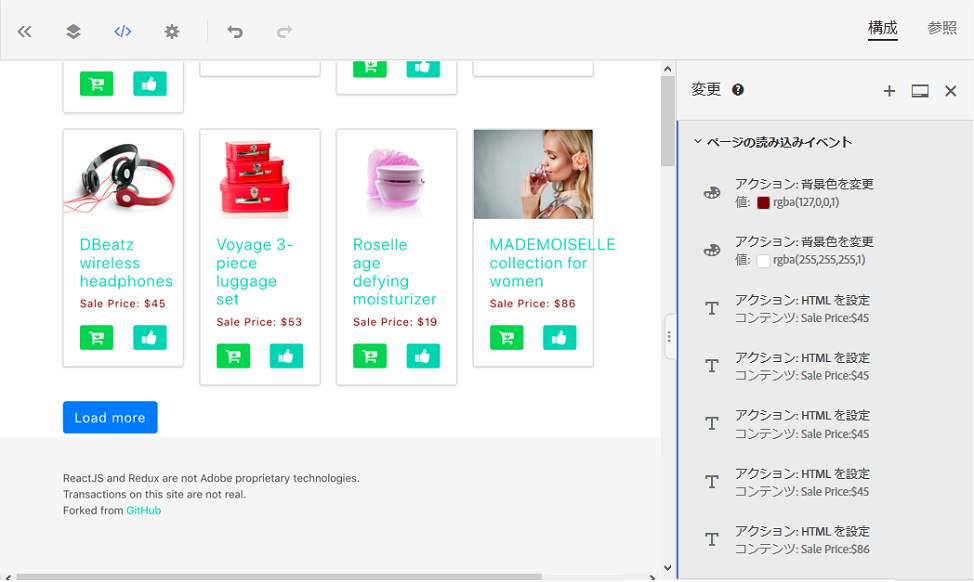 構成
参照
変更
DBeatz
wireless
headphones
Sale Price: $45
Voyage 3-
piece
luggage
set
Sale Price: $53
Roselle
age
defying
moisturizer
Sale Price: $19
MADEMOISELLE
collection for
women
Sale Price: $86
Load more
ReactJS and Redux are not Adobe proprietary technologies.
Transactions on this site are not real.
Forked from GitHub
ページの読み込みイベント
アクション: 背景色を変更
値: rgba(127,0,0,1)
アクション: 背景色を変更
値: rgba(255,255,255,1)
アクション: HTML を設定
コンテンツ: Sale Price:$45
アクション: HTML を設定
コンテンツ: Sale Price:$45
アクション: HTML を設定
コンテンツ: Sale Price:$45
アクション: HTML を設定
コンテンツ: Sale Price:$45
アクション: HTML を設定
コンテンツ: Sale Price:$86